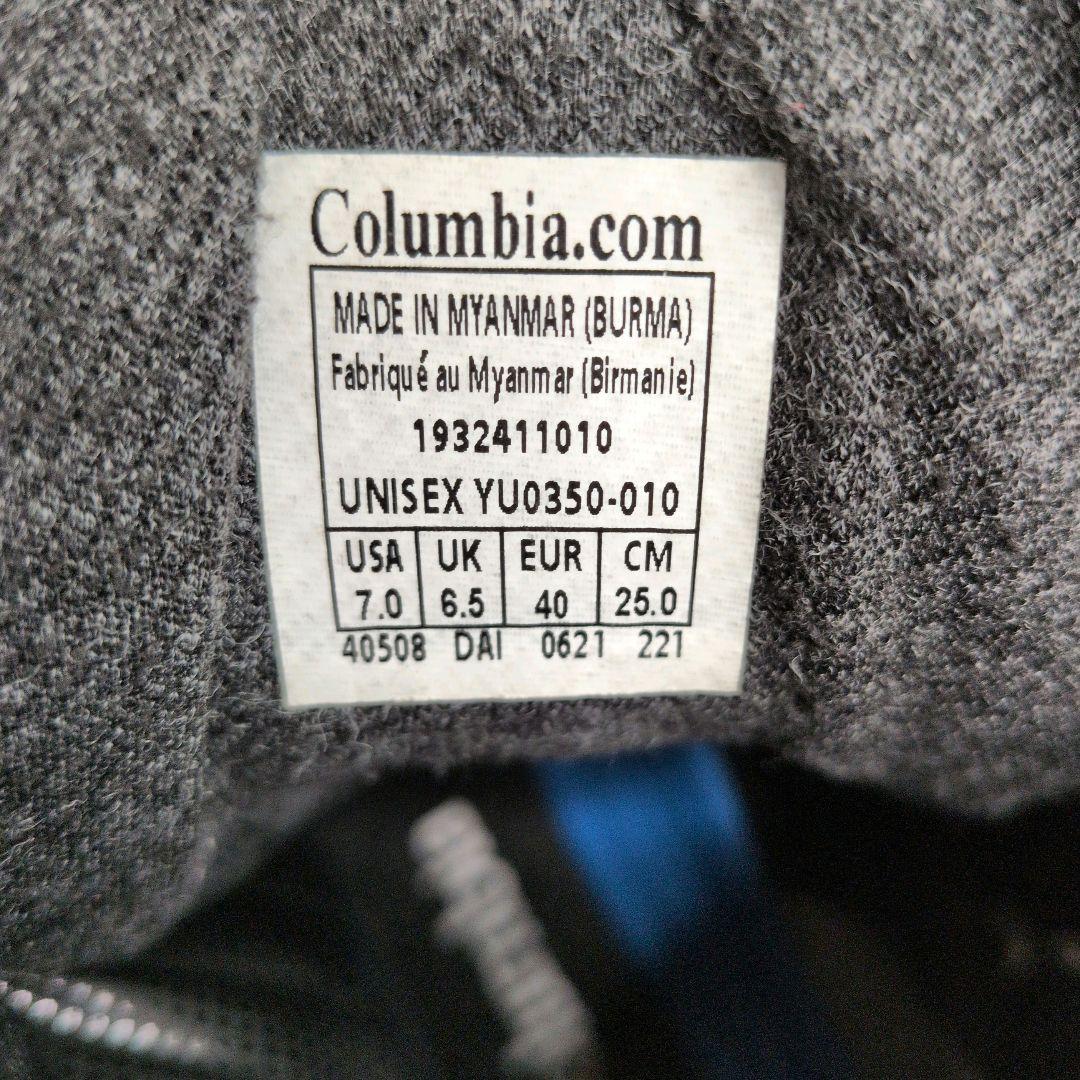 Columbia.com
MADE IN MYANMAR (BURMA)
Fabriqué au Myanmar (Birmanie)
1932411010
UNISEX YU0350-010
USA UK EUR CM
7.0 6.5 40 25.0
40508 DAI 0621 221